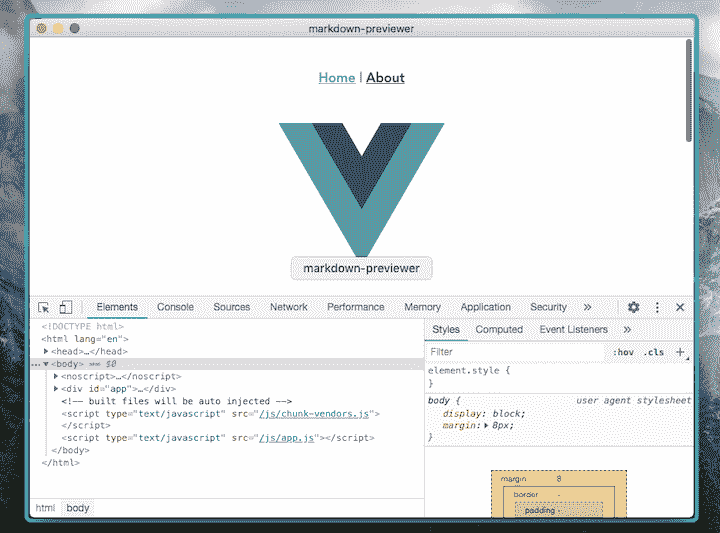 markdown-previewer
Home | About
markdown-previewer
Elements Console Sources Network Performance Memory Application Security »
<!DOCTYPE html>
<html lang="en">
<head>…</head>
<body> == $0
<noscript>…</noscript>
<div id="app">…</div>
<!-- built files will be auto injected -->
<script type="text/javascript" src="/js/chunk-vendors.js">
</script>
<script type="text/javascript" src="/js/app.js"></script>
</body>
</html>
html body
Styles Computed Event Listeners »
Filter :hov .cls +
element.style {
}
body { user agent stylesheet
display: block;
margin: 8px;
}
margin 8
border -
padding -